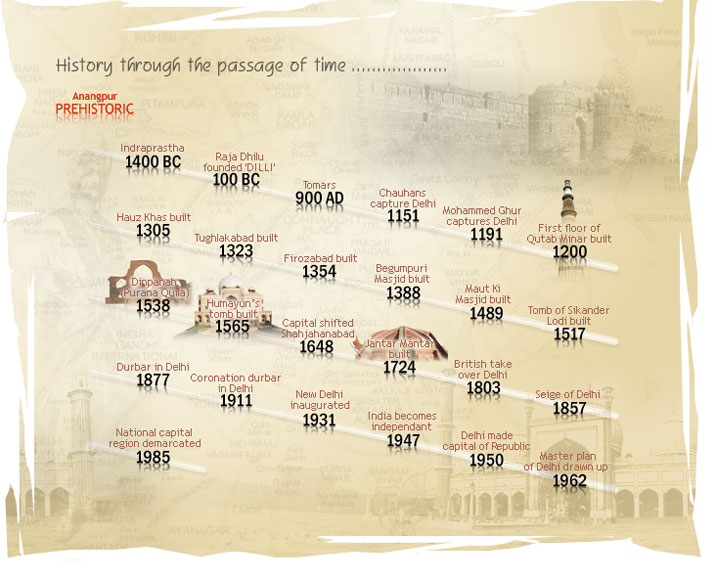 History through the passage of time ...................
Anangpur
PREHISTORIC
Indraprastha
1400 BC
Raja Dhilu
founded 'DILLI'
100 BC
Tomars
900 AD
Chauhans
capture Delhi
1151
Mohammed Ghur
captures Delhi
1191
First floor of
Qutab Minar built
1200
Hauz Khas built
1305
Tughlakabad built
1323
Firozabad built
1354
Begumpuri
Masjid built
1388
Maut Ki
Masjid built
1489
Tomb of Sikander
Lodi built
1517
Dinpanah
(Purana Quila)
1538
Humayun's
tomb built
1565
Capital shifted
Shahjahanabad
1648
Jantar Mantar
built
1724
British take
over Delhi
1803
Seige of Delhi
1857
Durbar in Delhi
1877
Coronation durbar
in Delhi
1911
New Delhi
inaugurated
1931
India becomes
independant
1947
Delhi made
capital of Republic
1950
Master plan
of Delhi drawn up
1962
National capital
region demarcated
1985